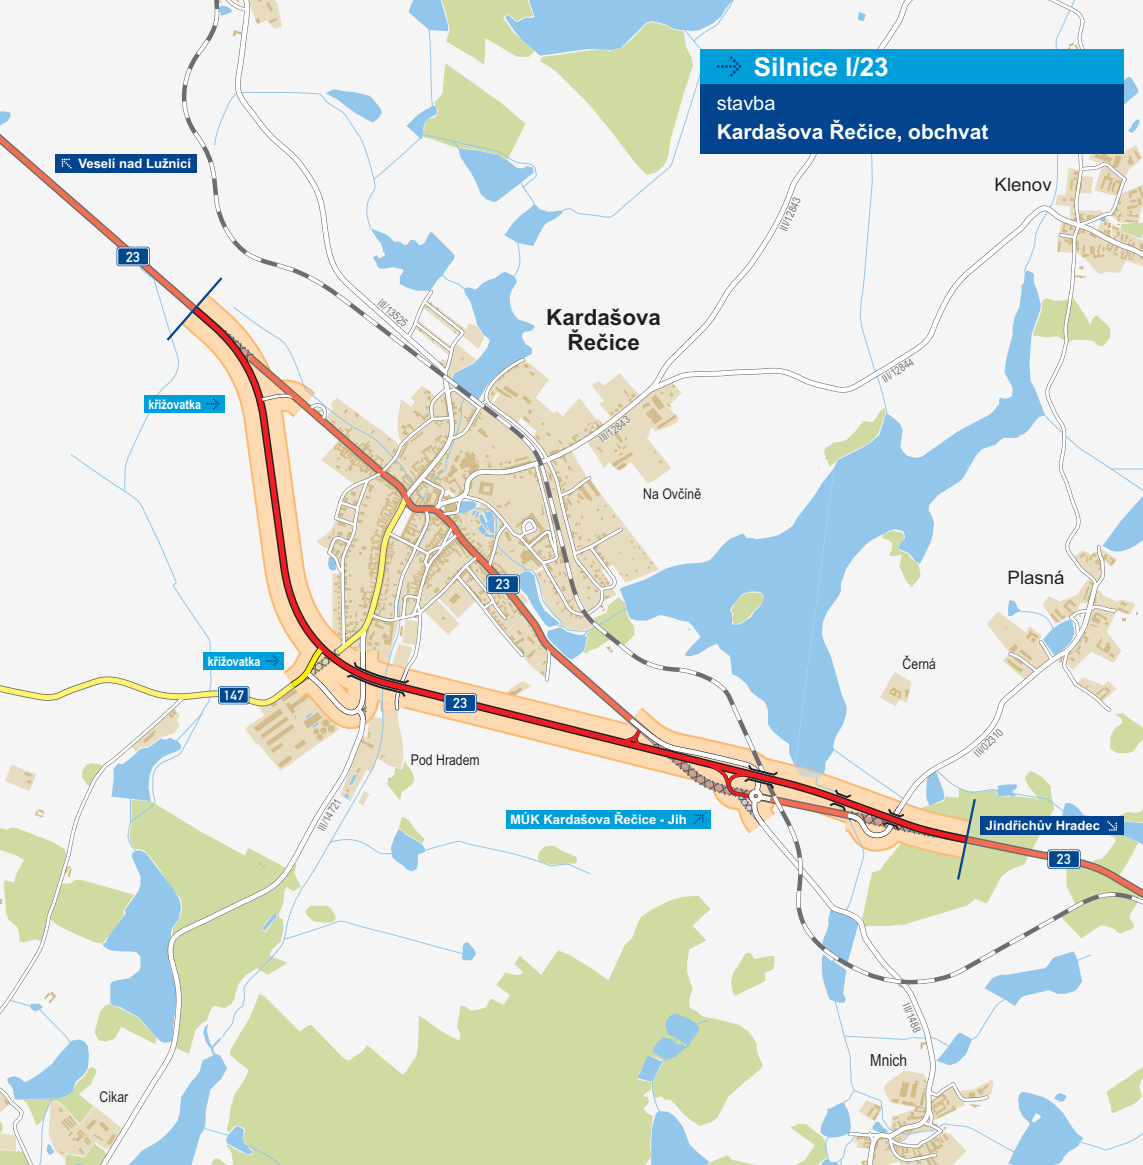 Silnice I/23
stavba
Kardašova Řečice, obchvat
Veselí nad Lužnicí
Klenov
III/12843
23
III/13525
Kardašova
Řečice
III/12844
křižovatka
III/12843
Na Ovčíně
23
Plasná
křižovatka
Černá
147
23
III/02310
Pod Hradem
III/14721
MÚK Kardašova Řečice - Jih
Jindřichův Hradec
23
III/1488
Mnich
Cikar